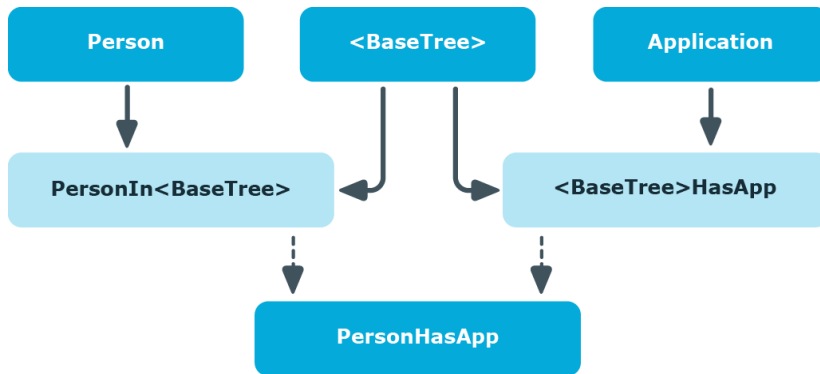 Person
<BaseTree>
Application
PersonIn<BaseTree>
<BaseTree>HasApp
PersonHasApp